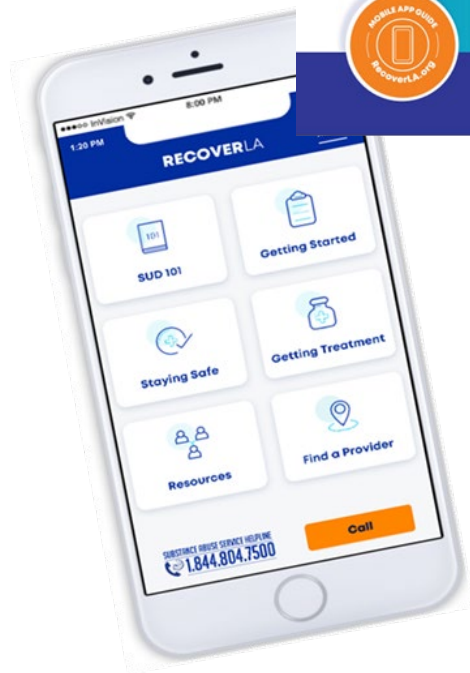 MOBILE APP GUIDE
RecoverLA.org
InVision
8:00 PM
1:20 PM
RECOVERLA
101
SUD 101
Getting Started
Staying Safe
Getting Treatment
Resources
Find a Provider
SUBSTANCE ABUSE SERVICE HELPLINE
1.844.804.7500
Call